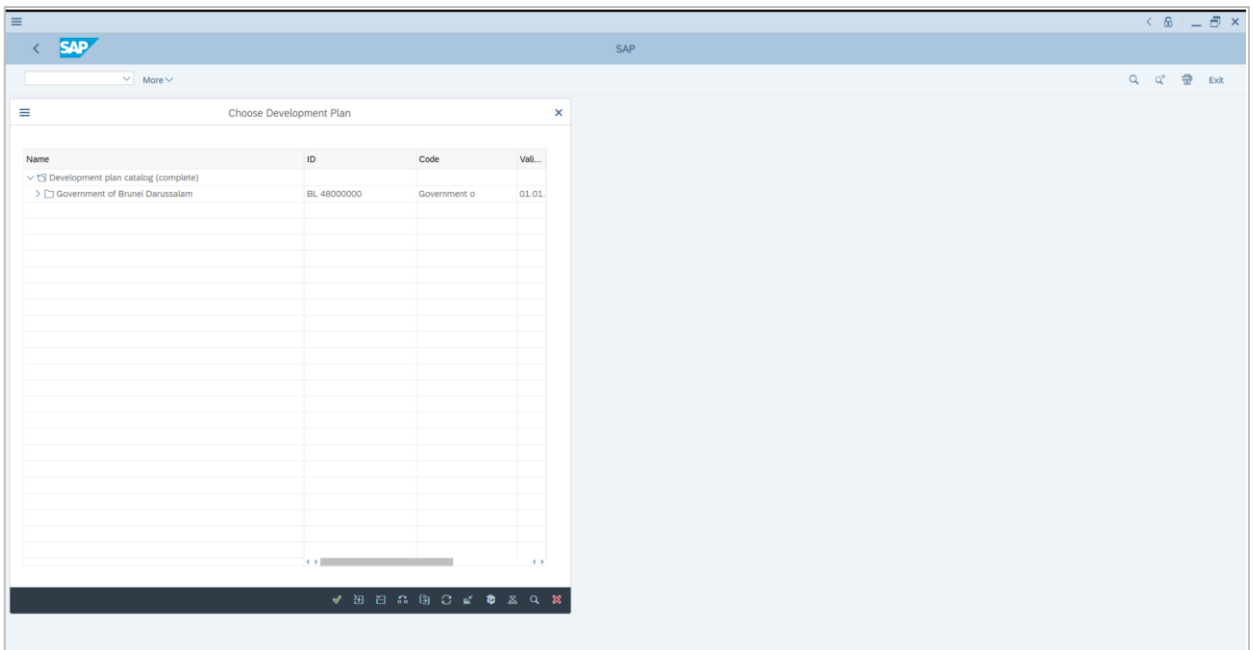 SAP
SAP
More
Exit
Choose Development Plan
Name ID Code Vali...
Development plan catalog (complete)
Government of Brunei Darussalam BL 48000000 Government o 01.01.